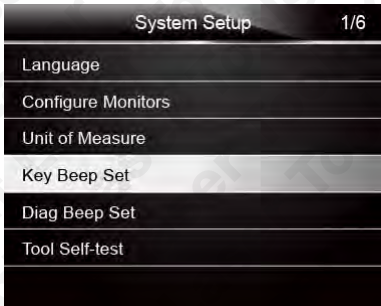 System Setup 1/6
Language
Configure Monitors
Unit of Measure
Key Beep Set
Diag Beep Set
Tool Self-test